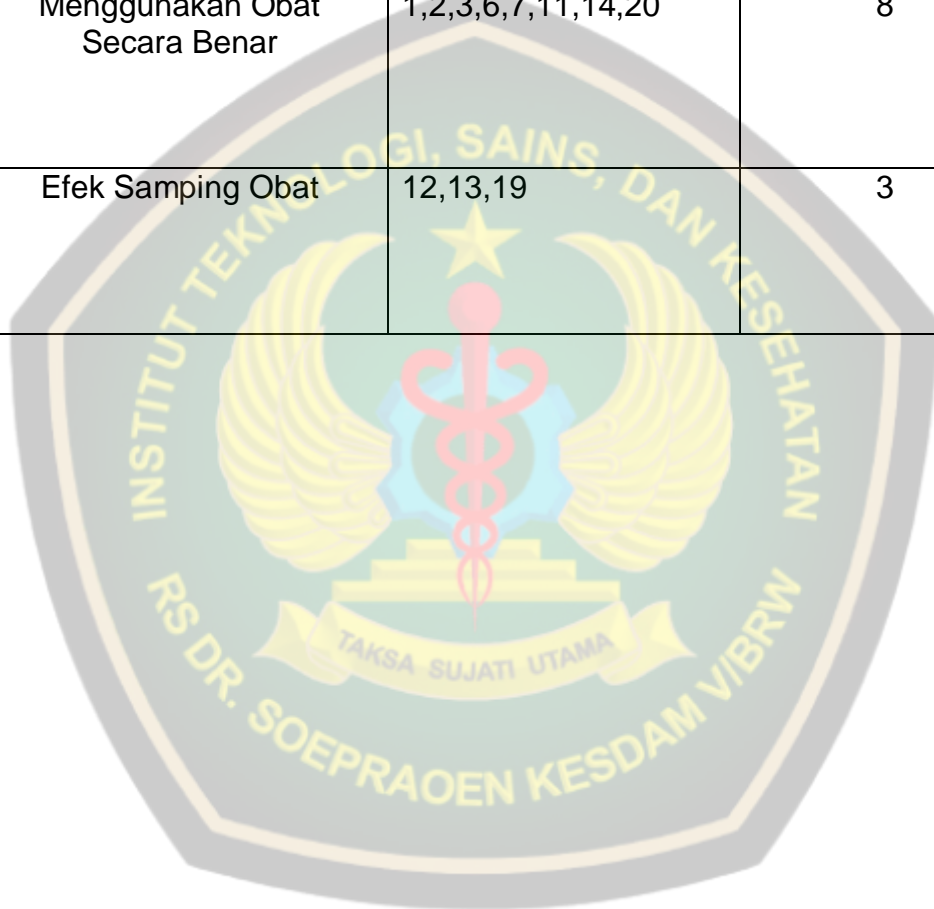 Menggunakan Obat 1,2,3,6,7,11,14,20 8
Secara Benar
Efek Samping Obat 12,13,19 3
INSTITUT TEKNOLOGI, SAINS, DAN KESEHATAN
TAKSA SUJATI UTAMA
RS DR. SOEPRAOEN KESDAM V/BRW